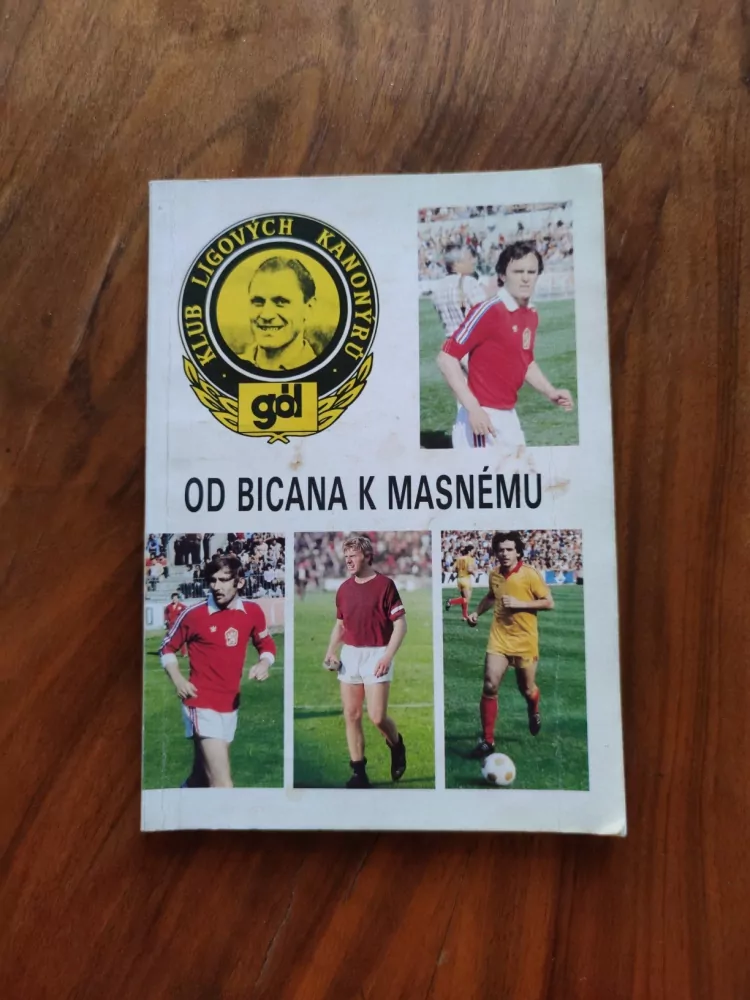 KLUB LIGOVÝCH KANONÝRŮ
gól
OD BICANA K MASNÉMU